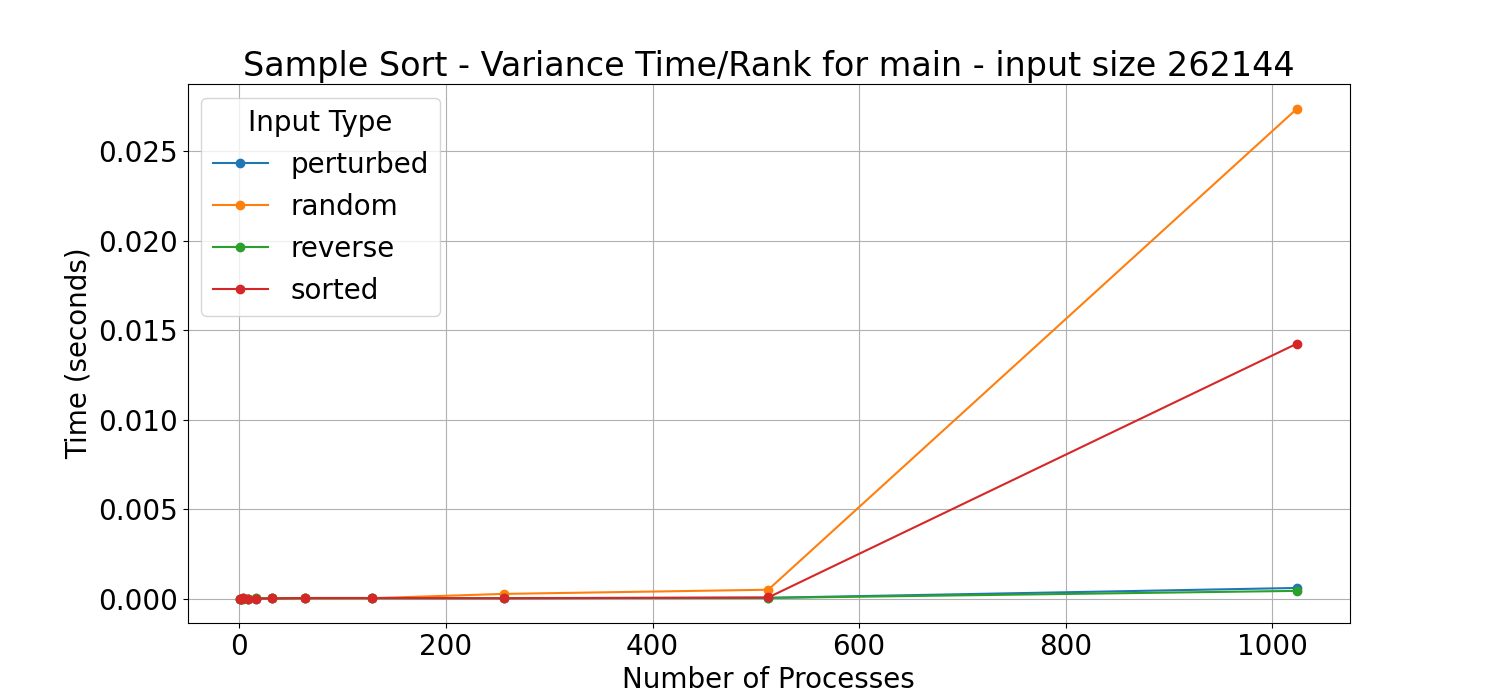 Sample Sort - Variance Time/Rank for main - input size 262144
Input Type
perturbed
random
reverse
sorted
Time (seconds)
0.025
0.020
0.015
0.010
0.005
0.000
0 200 400 600 800 1000
Number of Processes